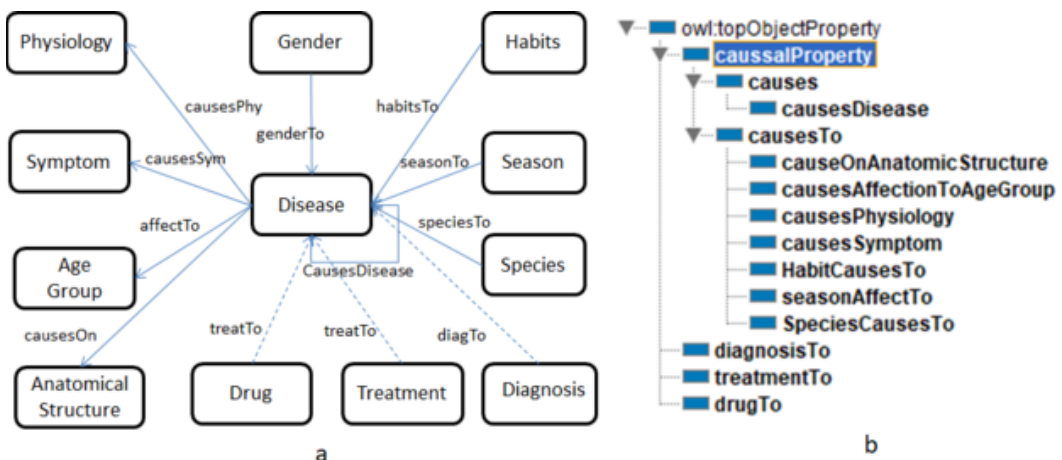 Physiology
Gender
Habits
causesPhy
habitsTo
genderTo
Symptom
causesSym
seasonTo
Season
Disease
affectTo
speciesTo
Age
Group
CausesDisease
Species
causesOn
treatTo
treatTo
diagTo
Anatomical
Structure
Drug
Treatment
Diagnosis
a
owl:topObjectProperty
caussalProperty
causes
causesDisease
causesTo
causeOnAnatomicStructure
causesAffectionToAgeGroup
causesPhysiology
causesSymptom
HabitCausesTo
seasonAffectTo
SpeciesCausesTo
diagnosisTo
treatmentTo
drugTo
b